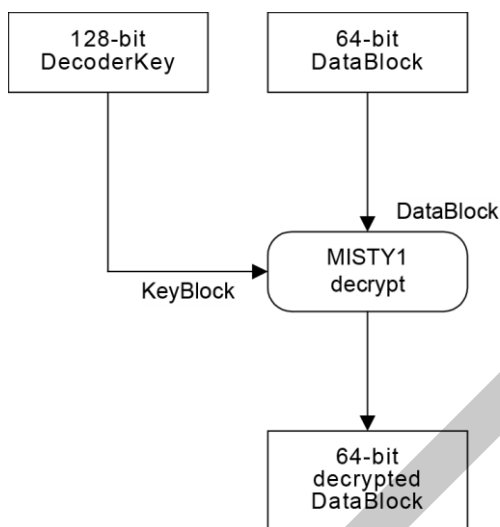 128-bit
DecoderKey
64-bit
DataBlock
DataBlock
MISTY1
decrypt
KeyBlock
64-bit
decrypted
DataBlock